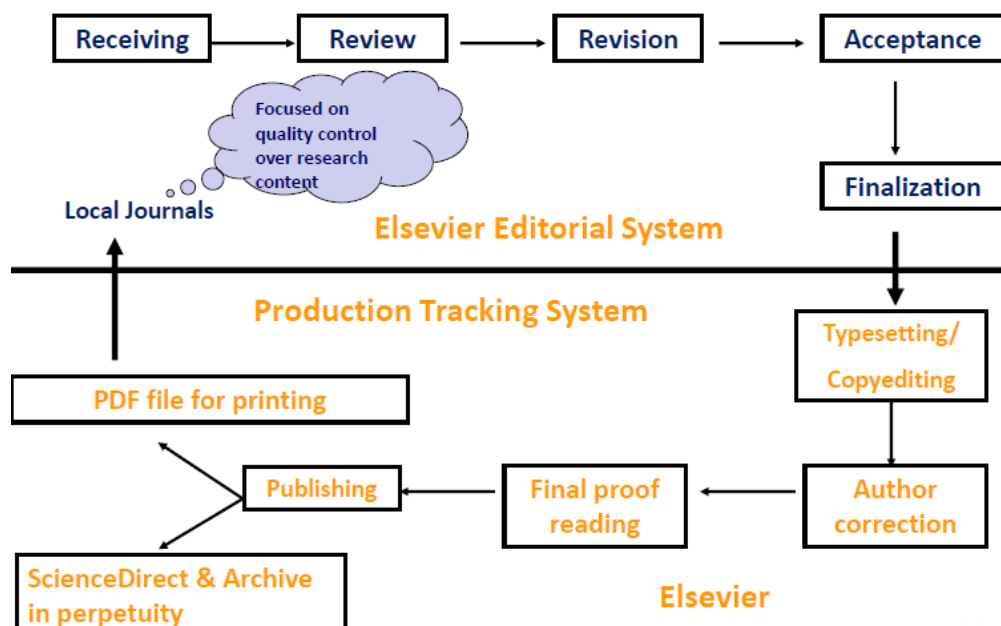 Receiving
Review
Revision
Acceptance
Focused on
quality control
over research
content
Finalization
Local Journals
Elsevier Editorial System
Production Tracking System
Typesetting/
Copyediting
PDF file for printing
Publishing
Final proof
reading
Author
correction
ScienceDirect & Archive
in perpetuity
Elsevier